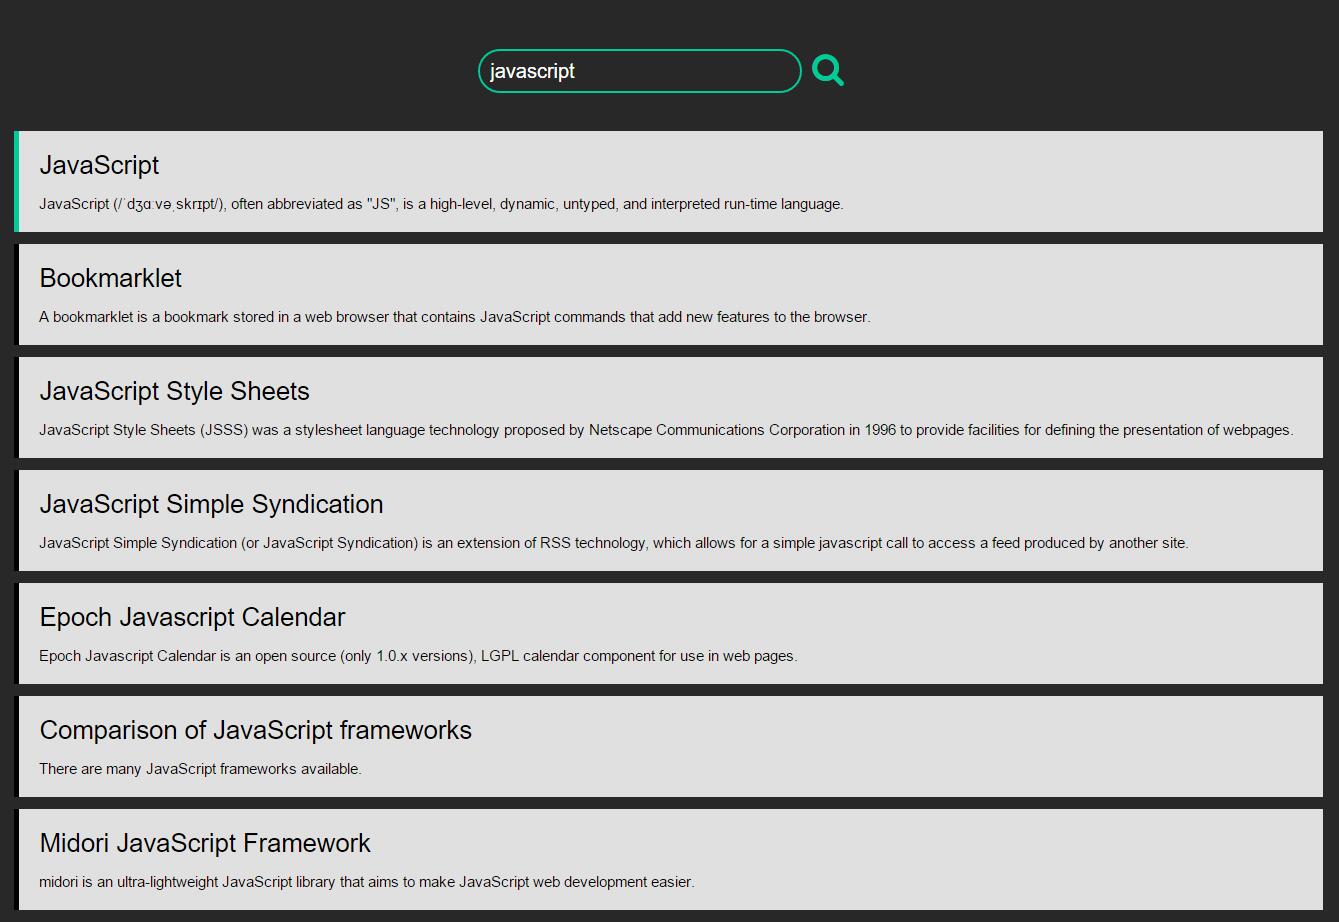 javascript
JavaScript
JavaScript (/ˈdʒɑːvəˌskrɪpt/), often abbreviated as "JS", is a high-level, dynamic, untyped, and interpreted run-time language.
Bookmarklet
A bookmarklet is a bookmark stored in a web browser that contains JavaScript commands that add new features to the browser.
JavaScript Style Sheets
JavaScript Style Sheets (JSSS) was a stylesheet language technology proposed by Netscape Communications Corporation in 1996 to provide facilities for defining the presentation of webpages.
JavaScript Simple Syndication
JavaScript Simple Syndication (or JavaScript Syndication) is an extension of RSS technology, which allows for a simple javascript call to access a feed produced by another site.
Epoch Javascript Calendar
Epoch Javascript Calendar is an open source (only 1.0.x versions), LGPL calendar component for use in web pages.
Comparison of JavaScript frameworks
There are many JavaScript frameworks available.
Midori JavaScript Framework
midori is an ultra-lightweight JavaScript library that aims to make JavaScript web development easier.